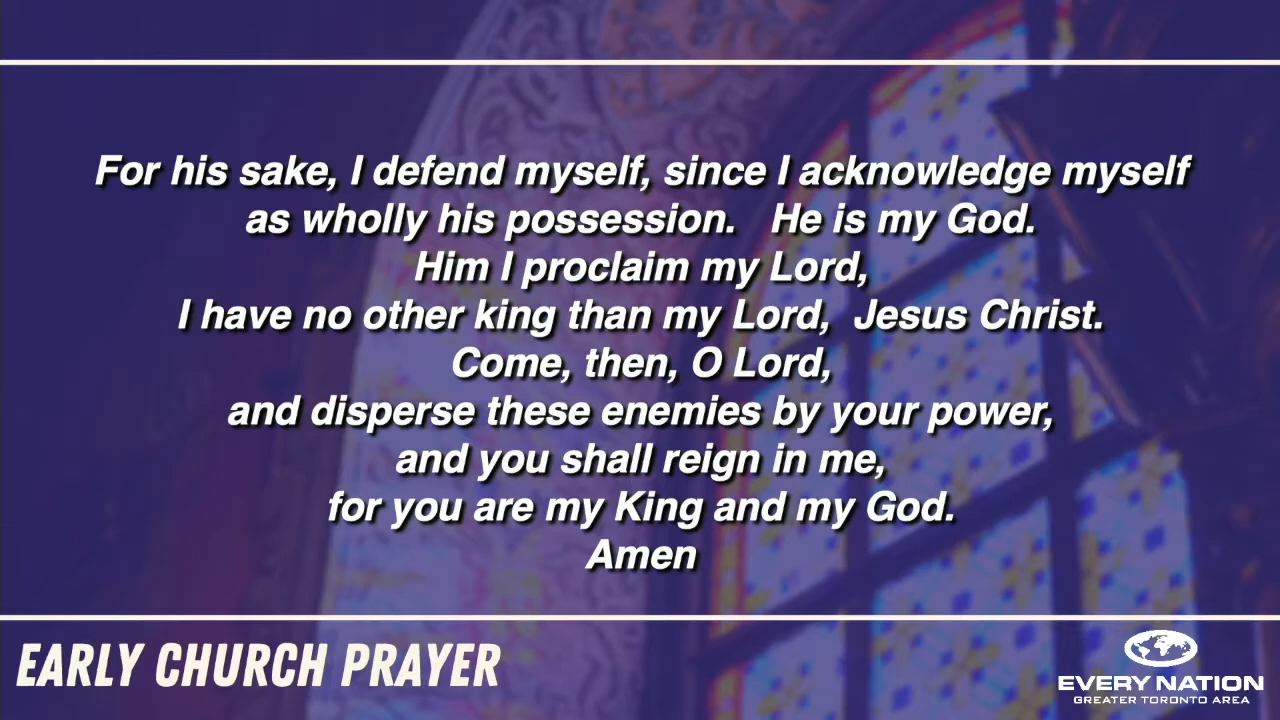 For his sake, I defend myself, since I acknowledge myself
as wholly his possession. He is my God.
Him I proclaim my Lord,
I have no other king than my Lord, Jesus Christ.
Come, then, O Lord,
and disperse these enemies by your power,
and you shall reign in me,
for you are my King and my God.
Amen
EARLY CHURCH PRAYER
EVERY NATION
GREATER TORONTO AREA